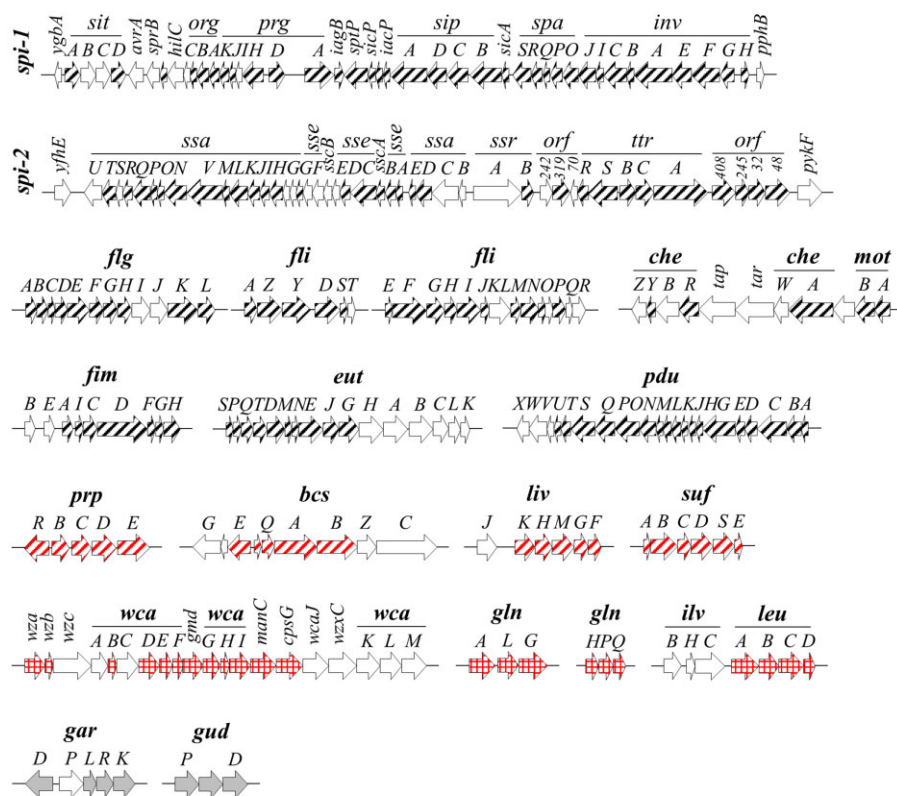 sit org prg sip spa inv
spi-1 ygbA A B C D avrA sprB hilC C B A K J I H D A iagB sptP sicP iacP A D C B sicA S R Q P O J I C B A E F G H pphB
ssa sse sse sse ssa ssr orf ttr orf
spi-2 yfhE U T S R Q P O N V M L K J I H G G F sscB E D C sscA B A E D C B A B 242 319 70 R S B C A 408 245 32 48 pykF
flg fli fli che che mot
A B C D E F G H I J K L A Z Y D S T E F G H I J K L M N O P Q R Z Y B R tap tar W A B A
fim eut pdu
B E A I C D F G H S P Q T D M N E J G H A B C L K X W V U T S Q P O N M L K J H G E D C B A
prp bcs liv suf
R B C D E G E Q A B Z C J K H M G F A B C D S E
wca wca wca gln gln ilv leu
wza wzb wzc A B C D E F gmd G H I manC cpsG wcaJ wzxC K L M A L G H P Q B H C A B C D
gar gud
D P L R K P D